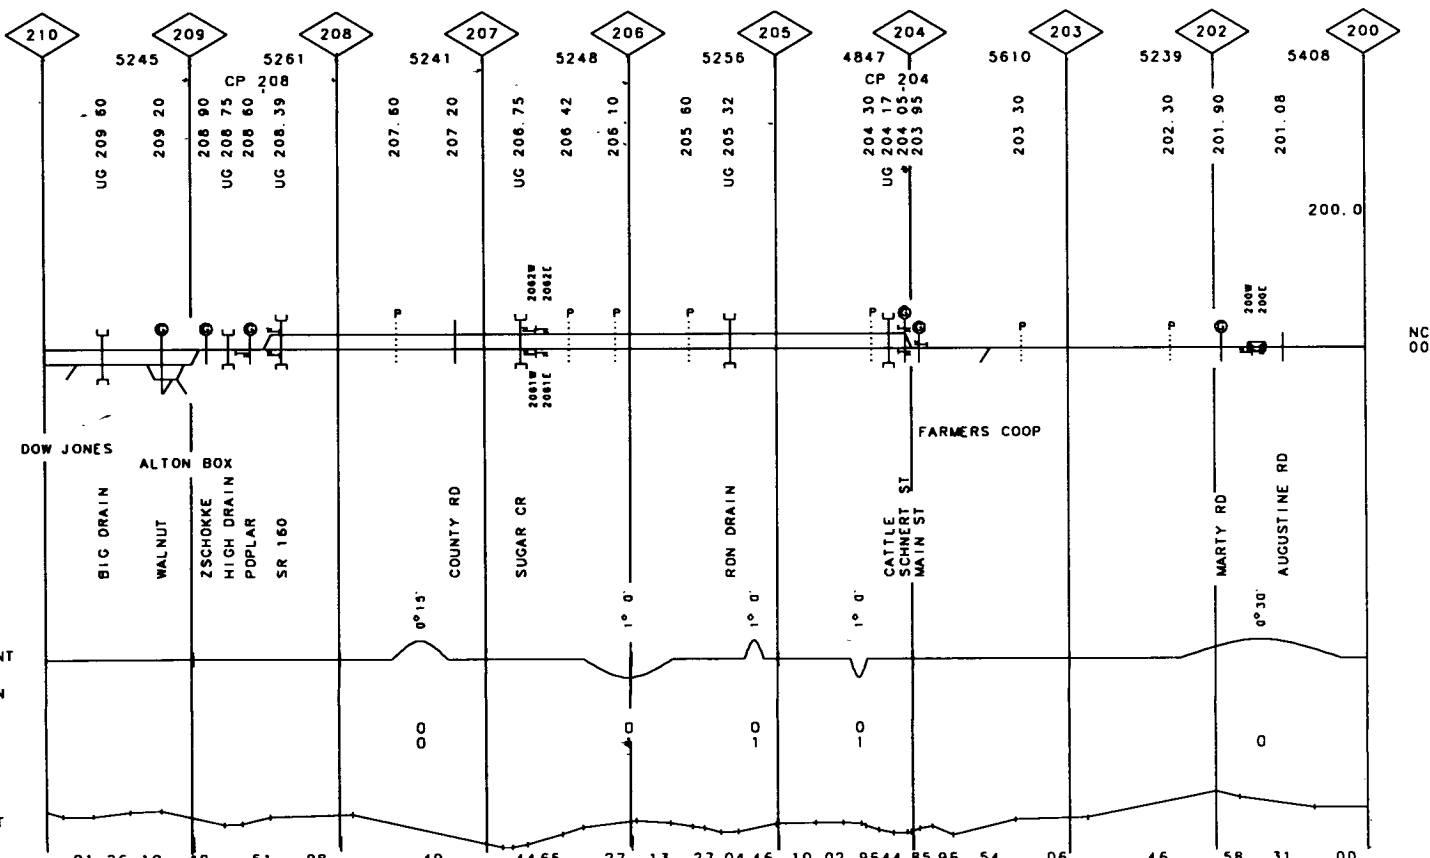 210 209 208 207 206 205 204 203 202 200
5245 5261 5241 5248 5256 4847 5610 5239 5408
CP 208
CP 204
UG 209 60
209 20
208 90
UG 208 75
208 60
UG 208.39
207.60
207 20
UG 206.75
206 42
206 10
205 60
UG 205 32
204 30
UG 204 17
204 05
203 95
203 30
202.30
201.90
201.08
200.0
2062W
2062E
200W
200E
P P P P P P P
G G G G G G
NC
00
2061W
2061E
DOW JONES
ALTON BOX
FARMERS COOP
BIG DRAIN
WALNUT
ZSCHOKKE
HIGH DRAIN
POPLAR
SR 160
COUNTY RD
SUGAR CR
RON DRAIN
CATTLE
SCHNERT ST
MAIN ST
MARTY RD
AUGUSTINE RD
0°15'
1° 0'
1° 0'
1° 0'
0°30'
NT
N
0 0 0 0
0 1 1 0
T